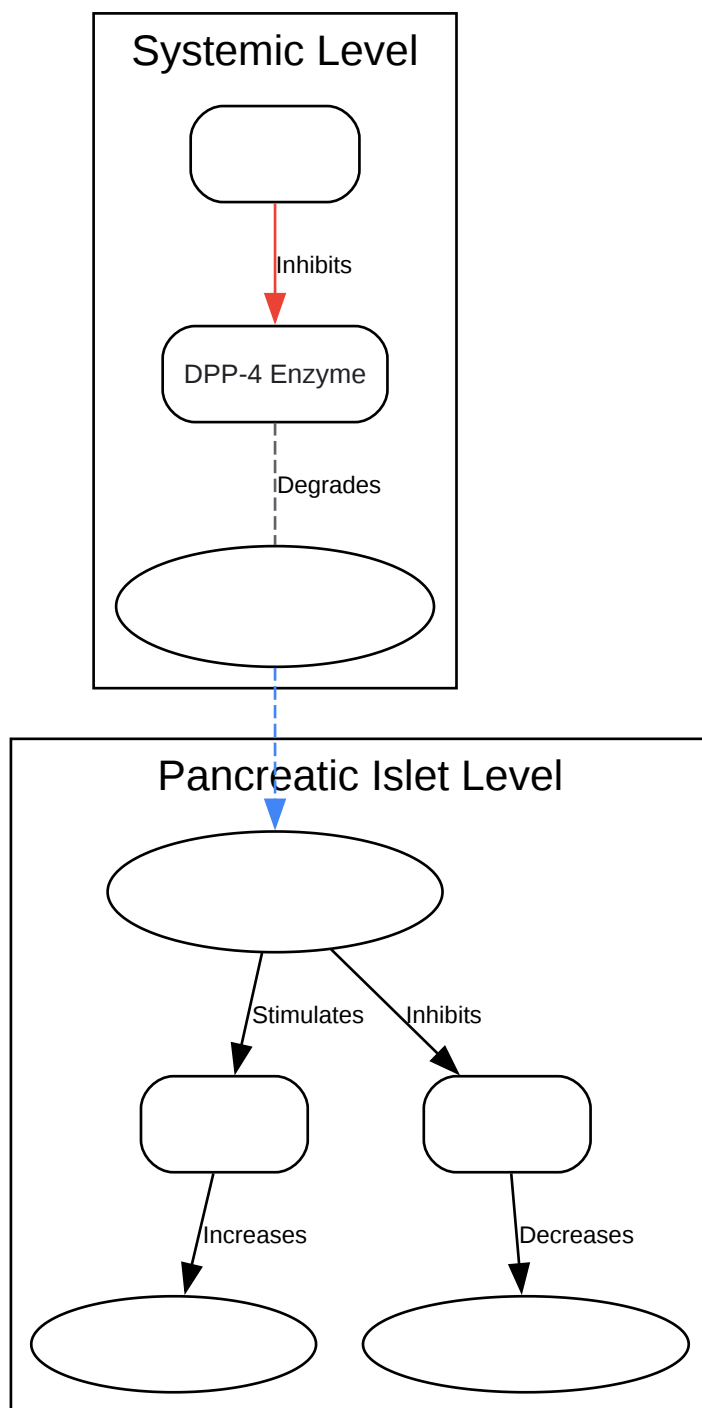 Systemic Level
Inhibits
DPP-4 Enzyme
Degrades
Pancreatic Islet Level
Stimulates
Inhibits
Increases
Decreases